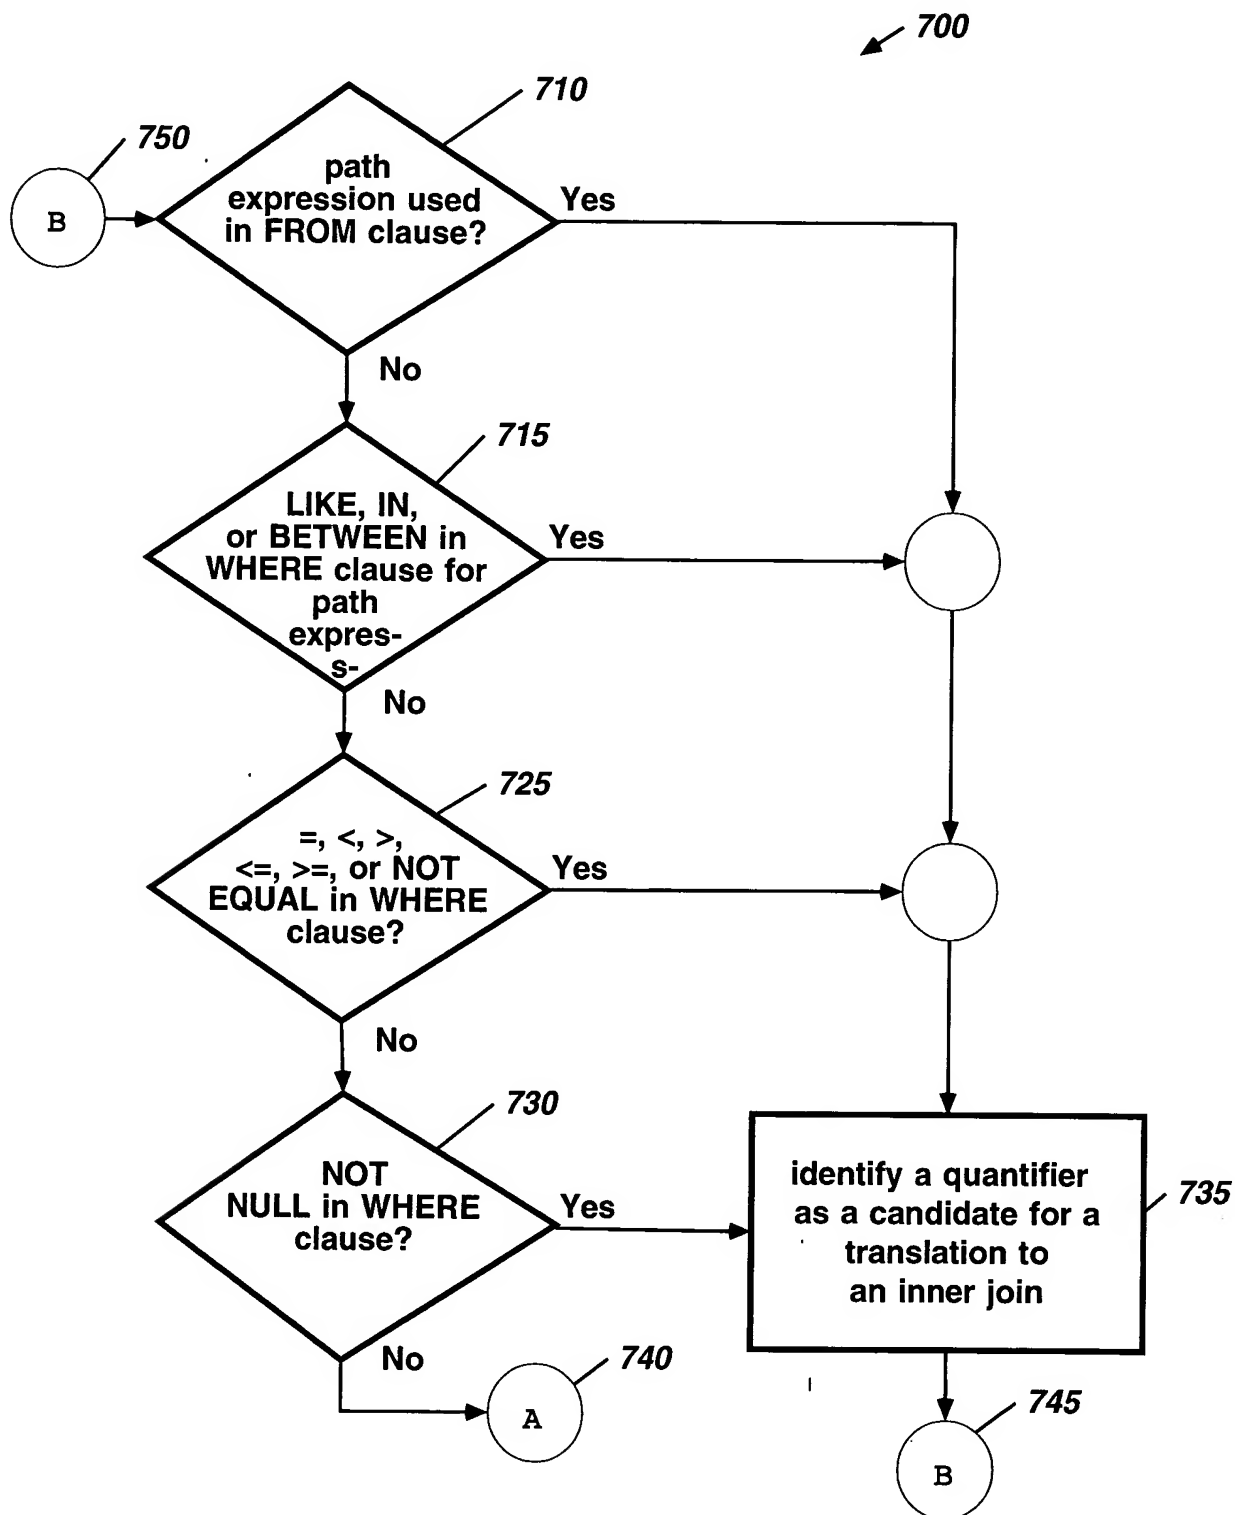 700
710
750
path
expression used
in FROM clause?
Yes
B
No
715
LIKE, IN,
or BETWEEN in
WHERE clause for
path
expres-
s-
Yes
No
725
=, <, >,
<=, >=, or NOT
EQUAL in WHERE
clause?
Yes
No
730
NOT
NULL in WHERE
clause?
Yes
identify a quantifier
as a candidate for a
translation to
an inner join
735
No
740
A
745
B